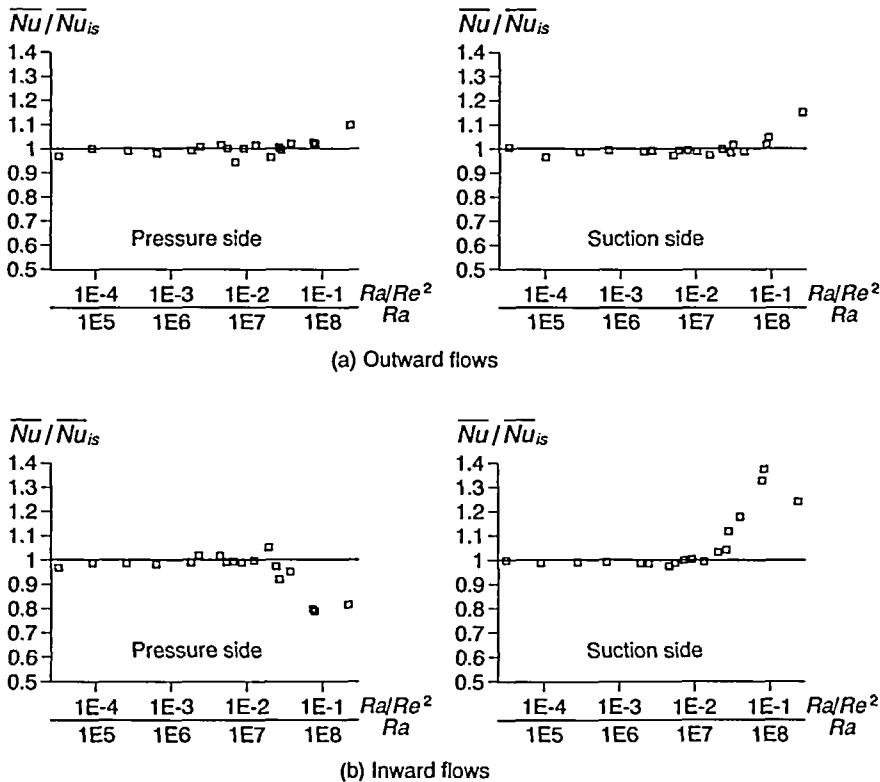 Nu/Nu is
1.4
1.3
1.2
1.1
1
0.9
0.8
0.7
0.6
0.5
Pressure side
1E-4 1E-3 1E-2 1E-1 Ra/Re²
1E5 1E6 1E7 1E8 Ra
Nu/Nu is
1.4
1.3
1.2
1.1
1
0.9
0.8
0.7
0.6
0.5
Suction side
1E-4 1E-3 1E-2 1E-1 Ra/Re²
1E5 1E6 1E7 1E8 Ra
(a) Outward flows
Nu/Nu is
1.4
1.3
1.2
1.1
1
0.9
0.8
0.7
0.6
0.5
Pressure side
1E-4 1E-3 1E-2 1E-1 Ra/Re²
1E5 1E6 1E7 1E8 Ra
Nu/Nu is
1.4
1.3
1.2
1.1
1
0.9
0.8
0.7
0.6
0.5
Suction side
1E-4 1E-3 1E-2 1E-1 Ra/Re²
1E5 1E6 1E7 1E8 Ra
(b) Inward flows